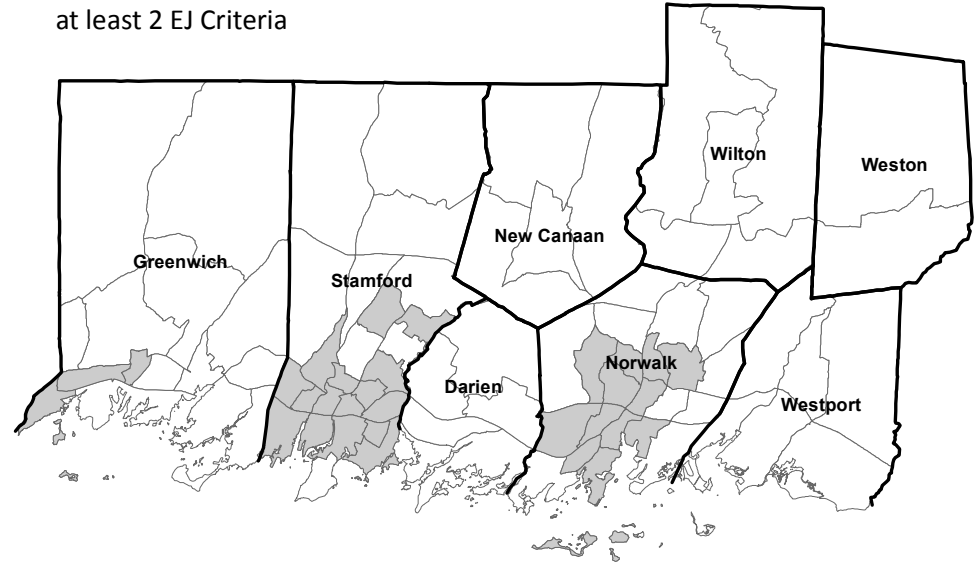 at least 2 EJ Criteria
Wilton
Weston
New Canaan
Greenwich
Stamford
Norwalk
Darien
Westport